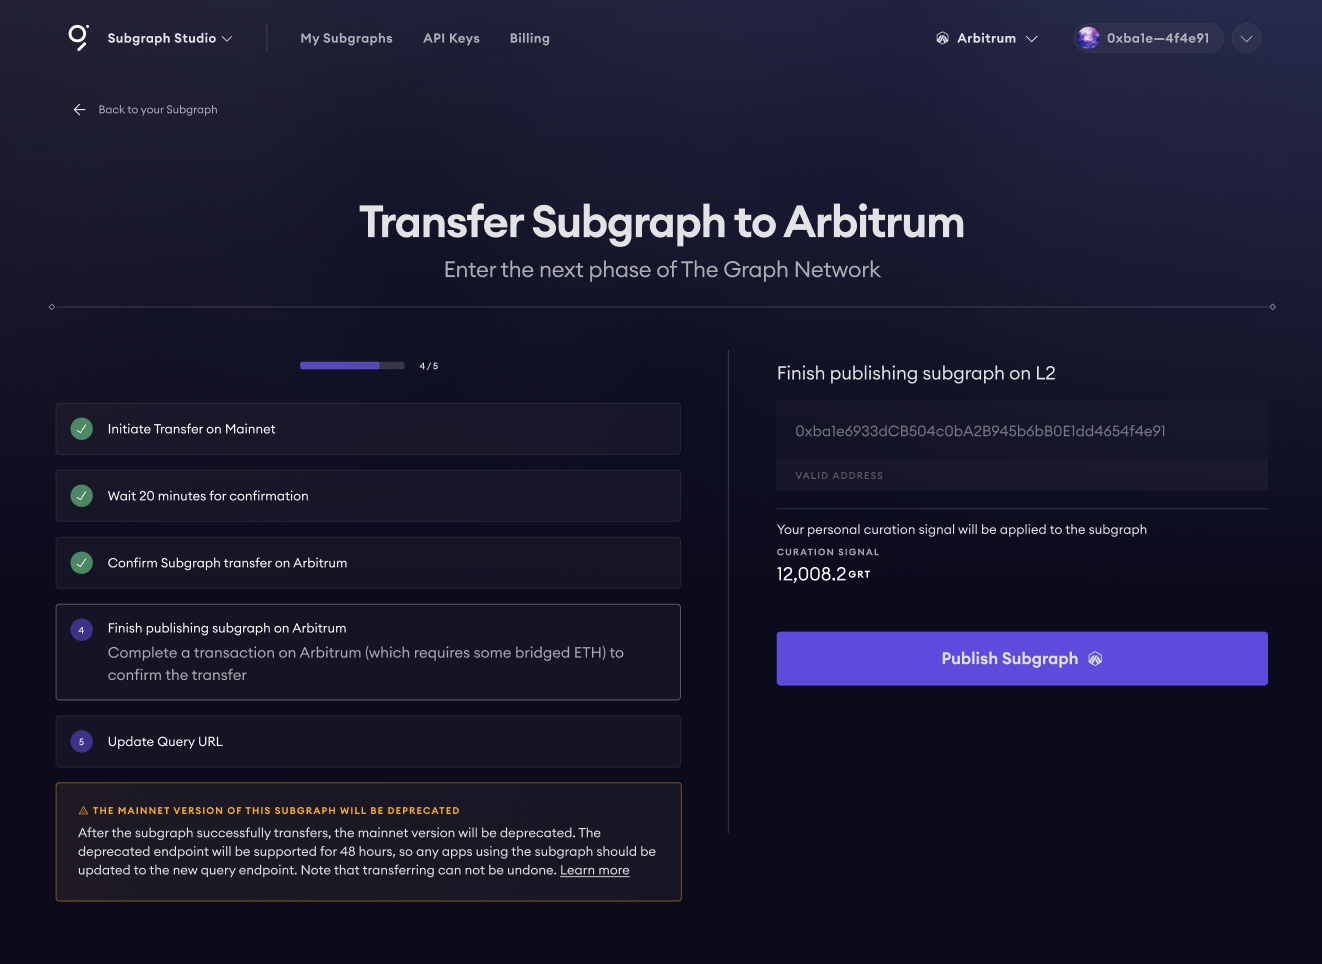 Subgraph Studio
My Subgraphs
API Keys
Billing
Arbitrum
0xba1e—4f4e91
Back to your Subgraph
Transfer Subgraph to Arbitrum
Enter the next phase of The Graph Network
4/5
Initiate Transfer on Mainnet
Wait 20 minutes for confirmation
Confirm Subgraph transfer on Arbitrum
4
Finish publishing subgraph on Arbitrum
Complete a transaction on Arbitrum (which requires some bridged ETH) to
confirm the transfer
5
Update Query URL
THE MAINNET VERSION OF THIS SUBGRAPH WILL BE DEPRECATED
After the subgraph successfully transfers, the mainnet version will be deprecated. The
deprecated endpoint will be supported for 48 hours, so any apps using the subgraph should be
updated to the new query endpoint. Note that transferring can not be undone. Learn more
Finish publishing subgraph on L2
0xba1e6933dCB504c0bA2B945b6bB0E1dd4654f4e91
VALID ADDRESS
Your personal curation signal will be applied to the subgraph
CURATION SIGNAL
12,008.2 GRT
Publish Subgraph